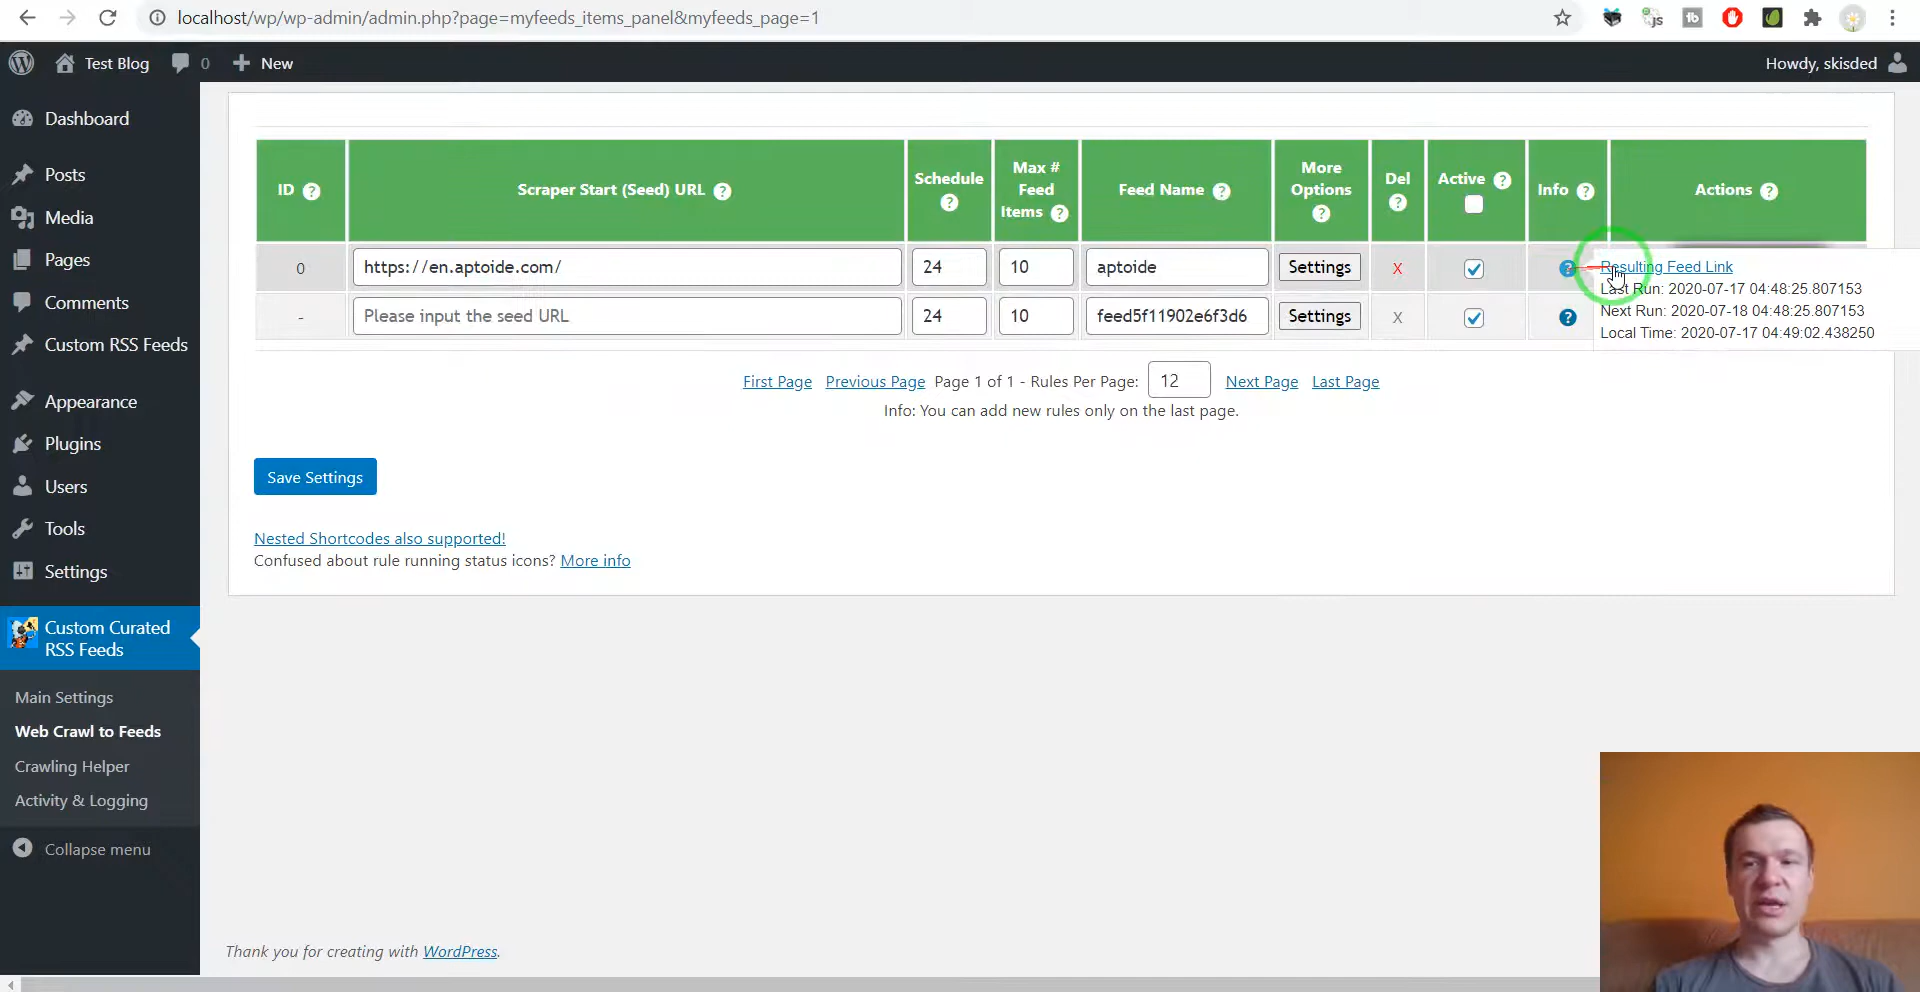 localhost/wp/wp-admin/admin.php?page=myfeeds_items_panel&myfeeds_page=1
Test Blog 0 New
Howdy, skisded
Dashboard
Posts
Media
Pages
Comments
Custom RSS Feeds
Appearance
Plugins
Users
Tools
Settings
Custom Curated
RSS Feeds
Main Settings
Web Crawl to Feeds
Crawling Helper
Activity & Logging
Collapse menu
ID ?
Scraper Start (Seed) URL ?
Schedule
?
Max #
Feed
Items ?
Feed Name ?
More
Options
?
Del
?
Active ?
Info ?
Actions ?
0 https://en.aptoide.com/ 24 10 aptoide Settings X ?
- Please input the seed URL 24 10 feed5f11902e6f3d6 Settings X ?
Resulting Feed Link
Last Run: 2020-07-17 04:48:25.807153
Next Run: 2020-07-18 04:48:25.807153
Local Time: 2020-07-17 04:49:02.438250
First Page Previous Page Page 1 of 1 - Rules Per Page: 12 Next Page Last Page
Info: You can add new rules only on the last page.
Save Settings
Nested Shortcodes also supported!
Confused about rule running status icons? More info
Thank you for creating with WordPress.